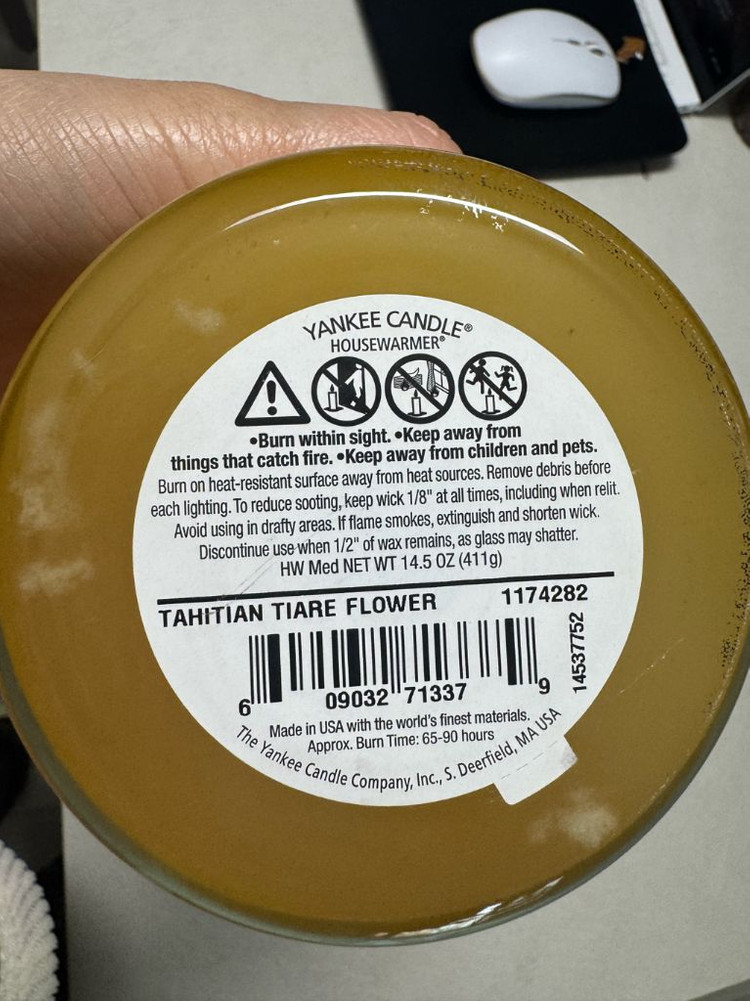 YANKEE CANDLE®
HOUSEWARMER®
•Burn within sight. •Keep away from
things that catch fire. •Keep away from children and pets.
Burn on heat-resistant surface away from heat sources. Remove debris before
each lighting. To reduce sooting, keep wick 1/8" at all times, including when relit.
Avoid using in drafty areas. If flame smokes, extinguish and shorten wick.
Discontinue use when 1/2" of wax remains, as glass may shatter.
HW Med NET WT 14.5 OZ (411g)
TAHITIAN TIARE FLOWER 1174282
14537752
6 09032 71337 9
Made in USA with the world's finest materials.
Approx. Burn Time: 65-90 hours
The Yankee Candle Company, Inc., S. Deerfield, MA USA